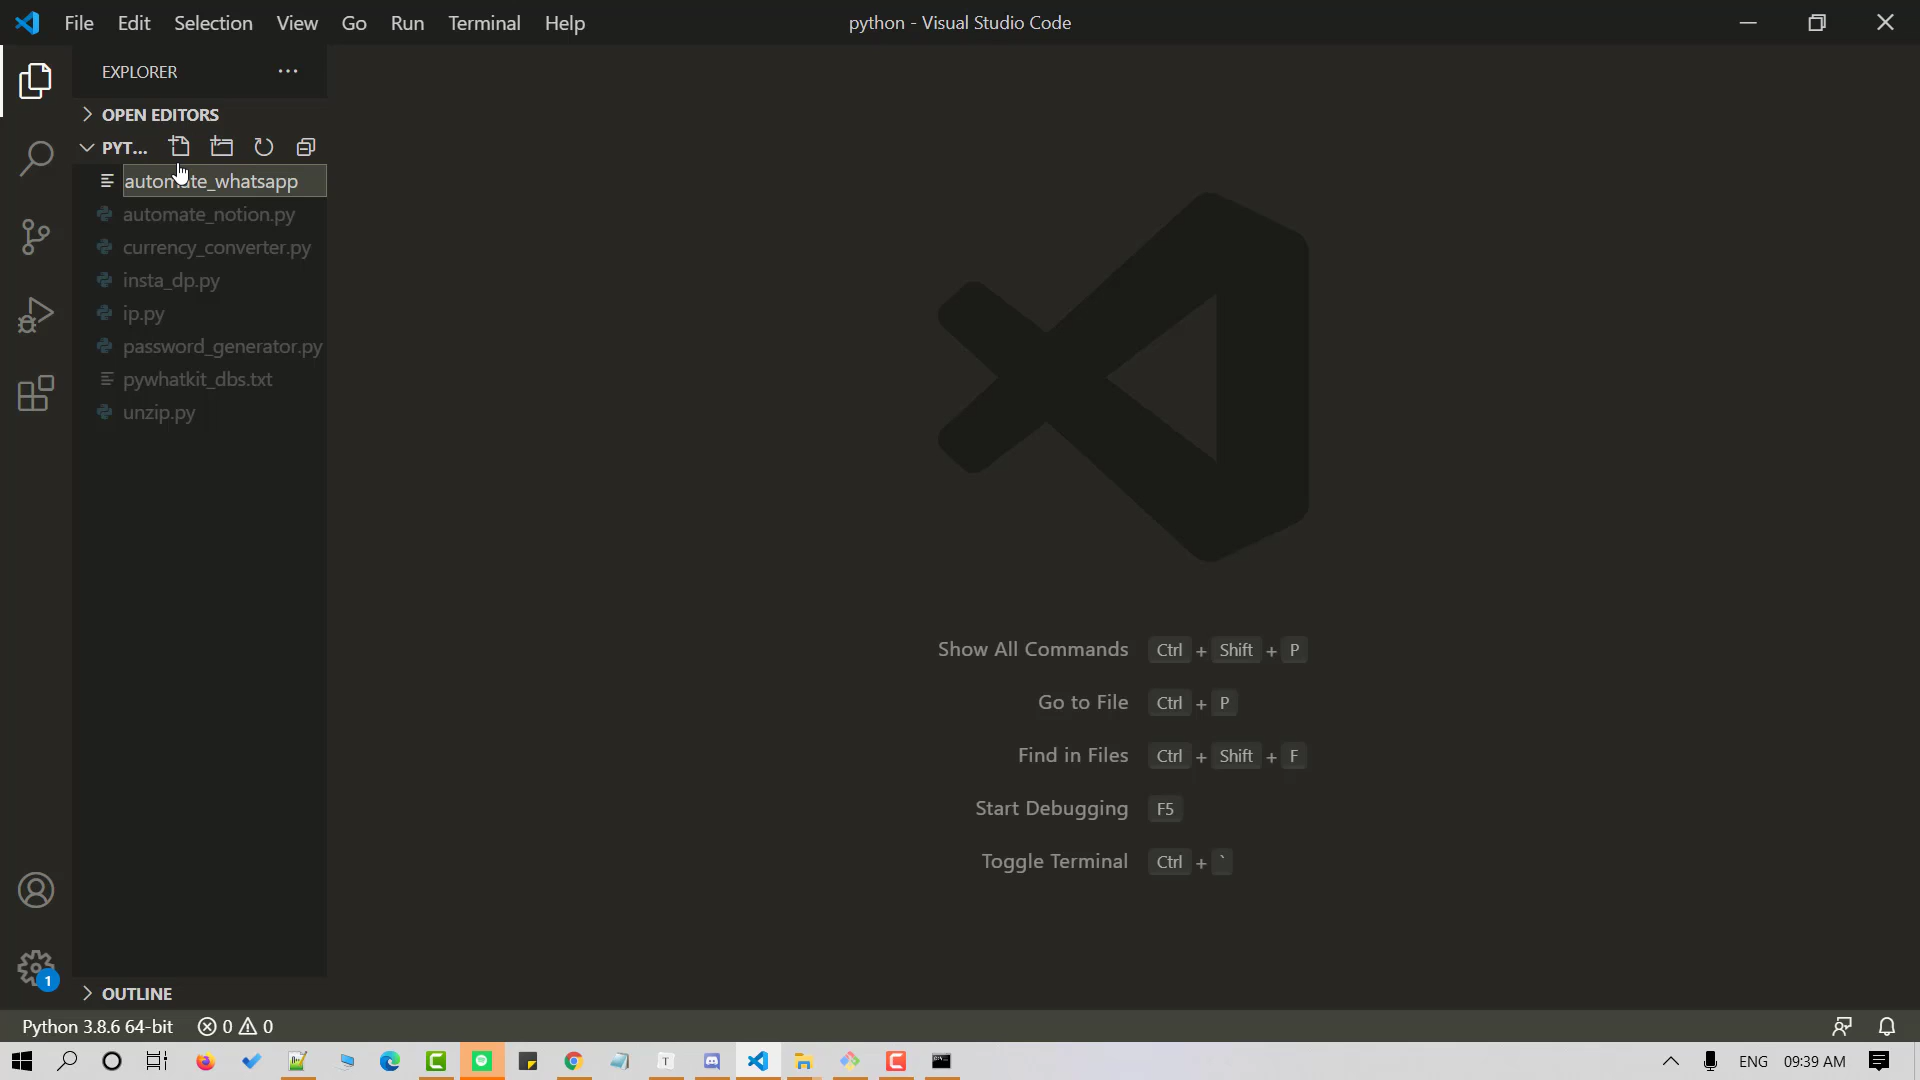 File Edit Selection View Go Run Terminal Help python - Visual Studio Code
EXPLORER
OPEN EDITORS
PYT...
automate_whatsapp
automate_notion.py
currency_converter.py
insta_dp.py
ip.py
password_generator.py
pywhatkit_dbs.txt
unzip.py
Show All Commands Ctrl + Shift + P
Go to File Ctrl + P
Find in Files Ctrl + Shift + F
Start Debugging F5
Toggle Terminal Ctrl + `
1
OUTLINE
Python 3.8.6 64-bit 0 0
T ENG 09:39 AM